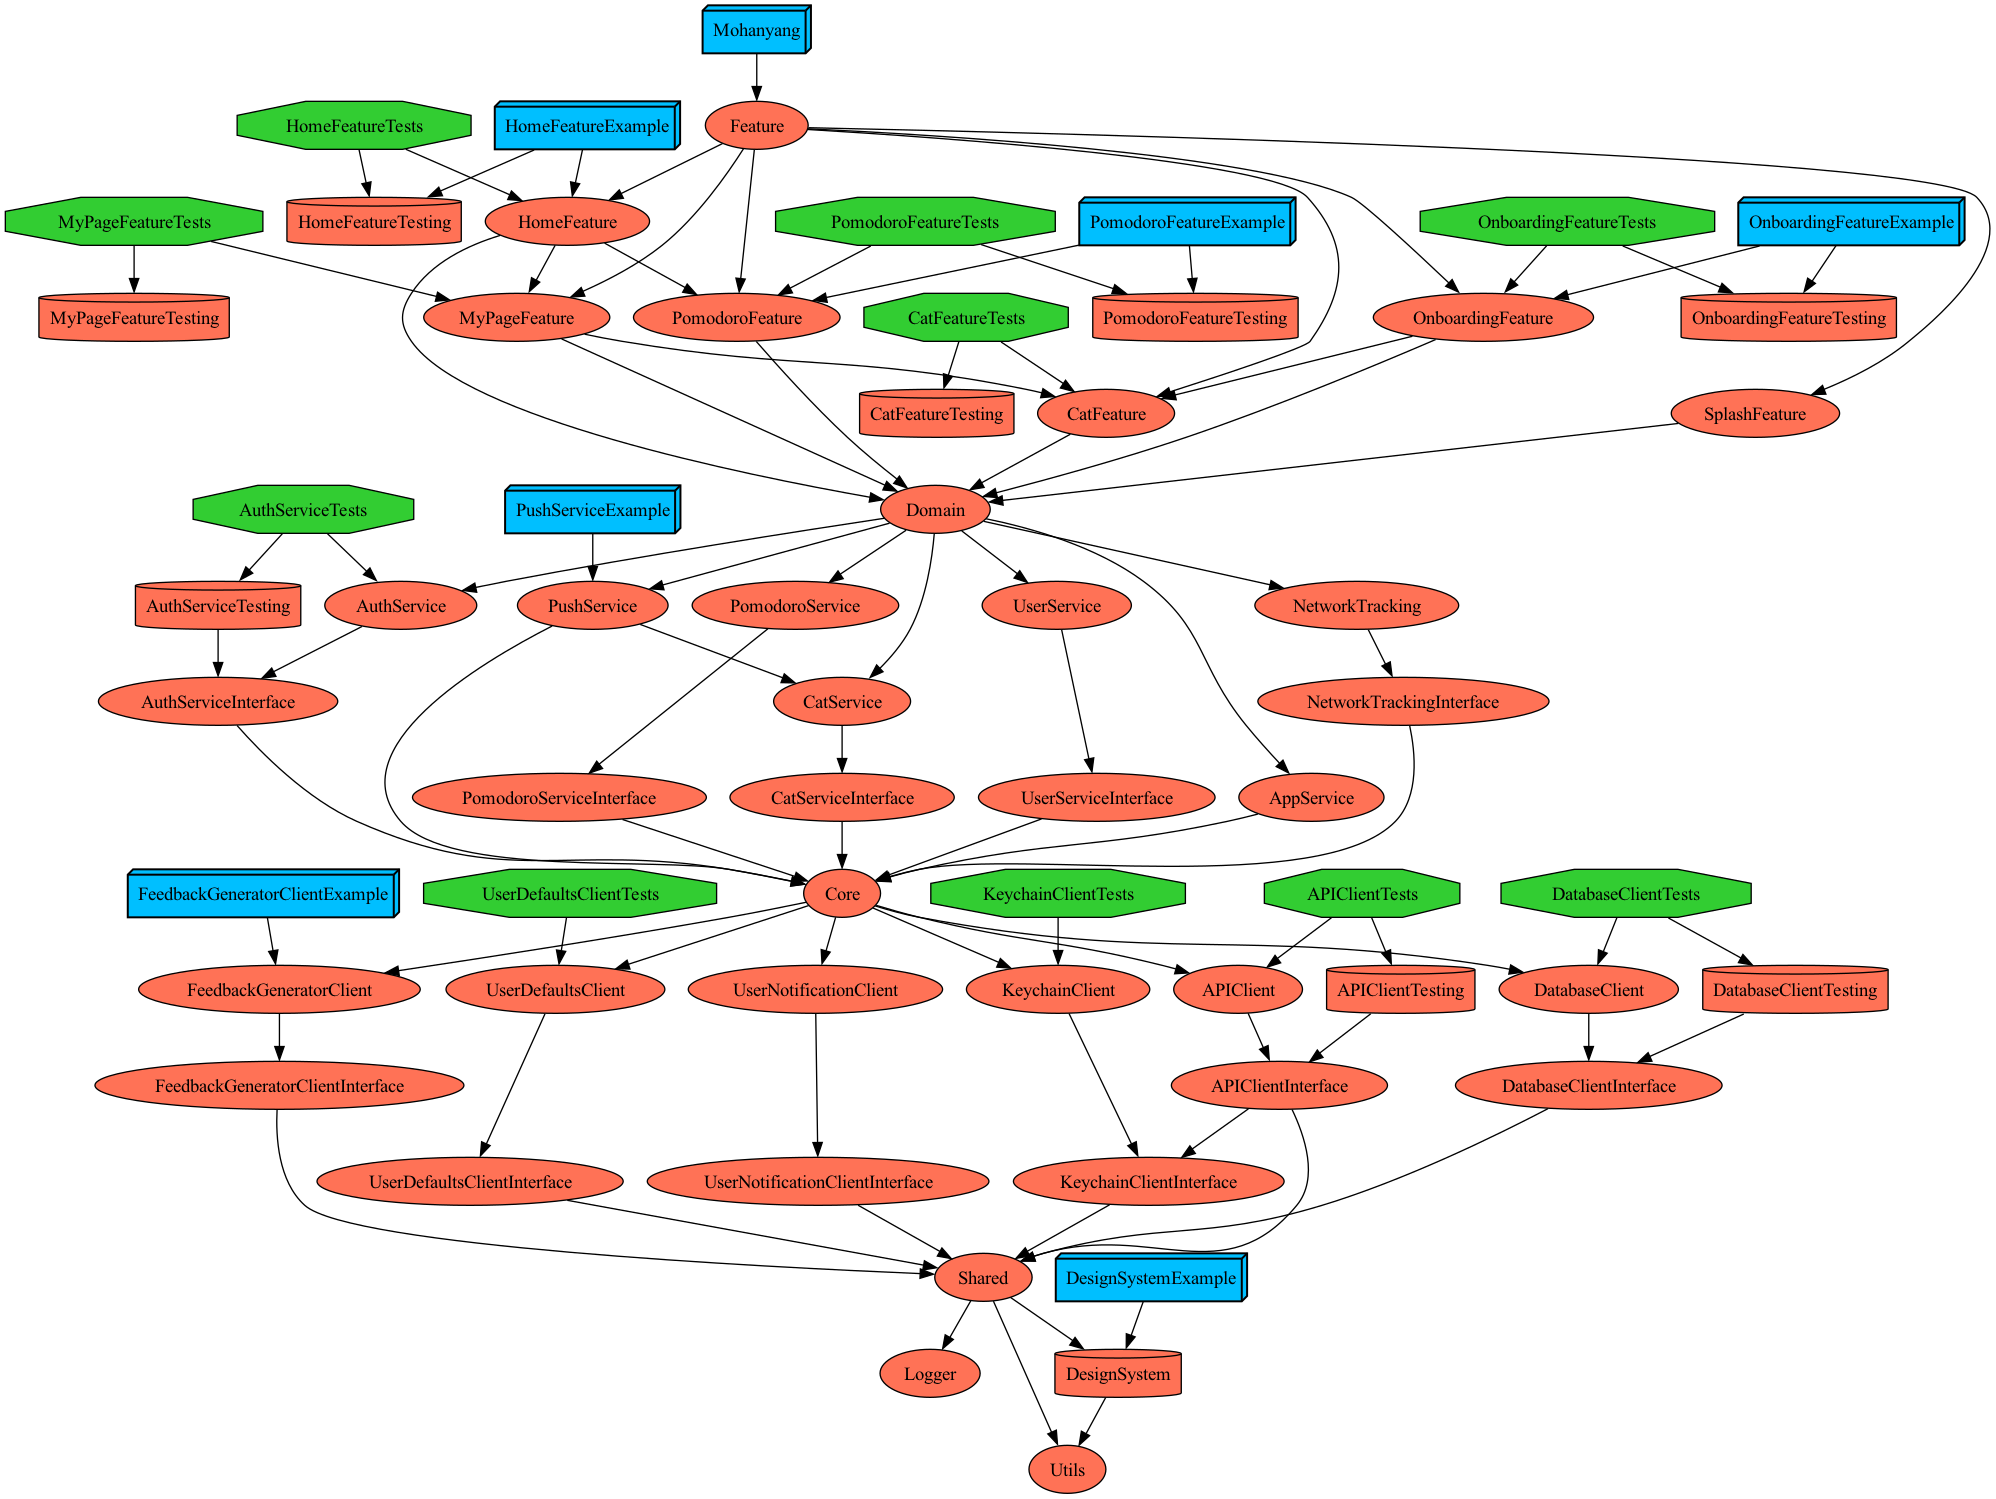 Mohanyang
Feature
HomeFeatureTests
HomeFeatureExample
MyPageFeatureTests
HomeFeatureTesting
HomeFeature
PomodoroFeatureTests
PomodoroFeatureExample
OnboardingFeatureTests
OnboardingFeatureExample
MyPageFeatureTesting
MyPageFeature
PomodoroFeature
CatFeatureTests
PomodoroFeatureTesting
OnboardingFeature
OnboardingFeatureTesting
CatFeatureTesting
CatFeature
SplashFeature
AuthServiceTests
PushServiceExample
Domain
AuthServiceTesting
AuthService
PushService
PomodoroService
UserService
NetworkTracking
AuthServiceInterface
CatService
NetworkTrackingInterface
PomodoroServiceInterface
CatServiceInterface
UserServiceInterface
AppService
FeedbackGeneratorClientExample
UserDefaultsClientTests
Core
KeychainClientTests
APIClientTests
DatabaseClientTests
FeedbackGeneratorClient
UserDefaultsClient
UserNotificationClient
KeychainClient
APIClient
APIClientTesting
DatabaseClient
DatabaseClientTesting
FeedbackGeneratorClientInterface
APIClientInterface
DatabaseClientInterface
UserDefaultsClientInterface
UserNotificationClientInterface
KeychainClientInterface
Shared
DesignSystemExample
Logger
DesignSystem
Utils